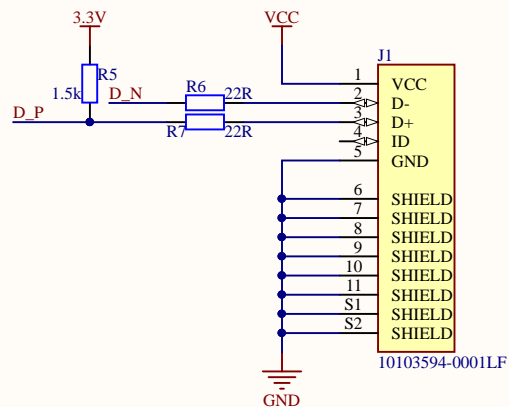 3.3V
VCC
J1
R5
1.5k
D_N
R6
22R
D_P
R7
22R
1
VCC
2
D-
3
D+
4
ID
5
GND
6
SHIELD
7
SHIELD
8
SHIELD
9
SHIELD
10
SHIELD
11
SHIELD
S1
SHIELD
S2
SHIELD
10103594-0001LF
GND